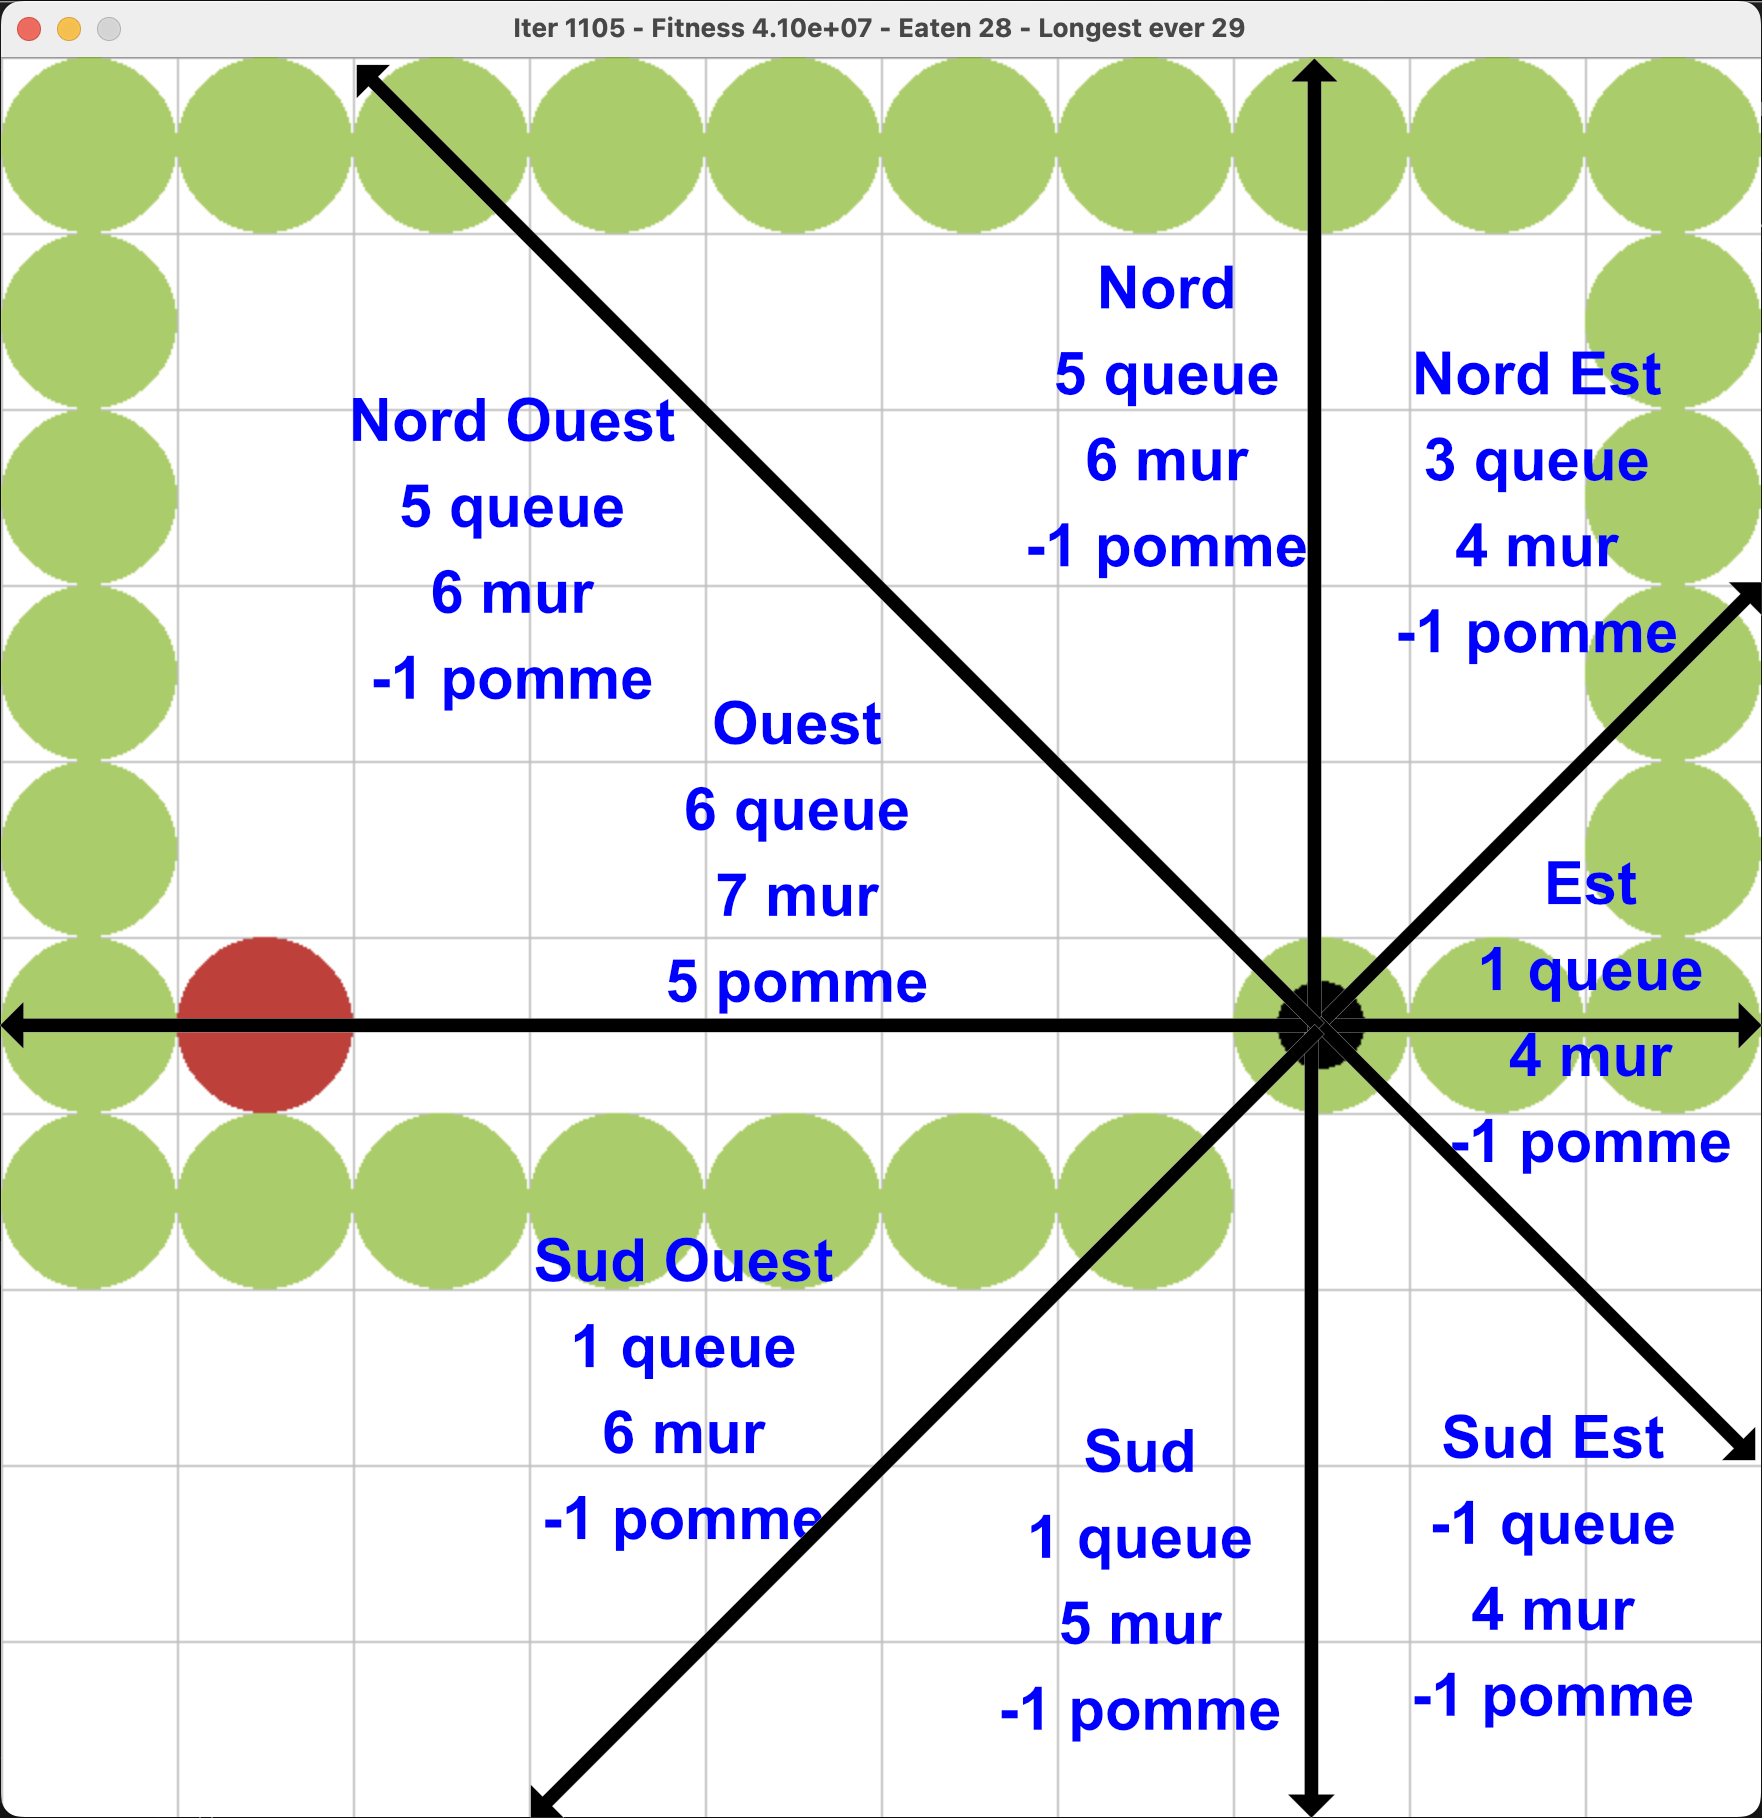 Iter 1105 - Fitness 4.10e+07 - Eaten 28 - Longest ever 29
Nord
5 queue
6 mur
-1 pomme
Nord Est
3 queue
4 mur
-1 pomme
Nord Ouest
5 queue
6 mur
-1 pomme
Ouest
6 queue
7 mur
5 pomme
Est
1 queue
4 mur
-1 pomme
Sud Ouest
1 queue
6 mur
-1 pomme
Sud
1 queue
5 mur
-1 pomme
Sud Est
-1 queue
4 mur
-1 pomme